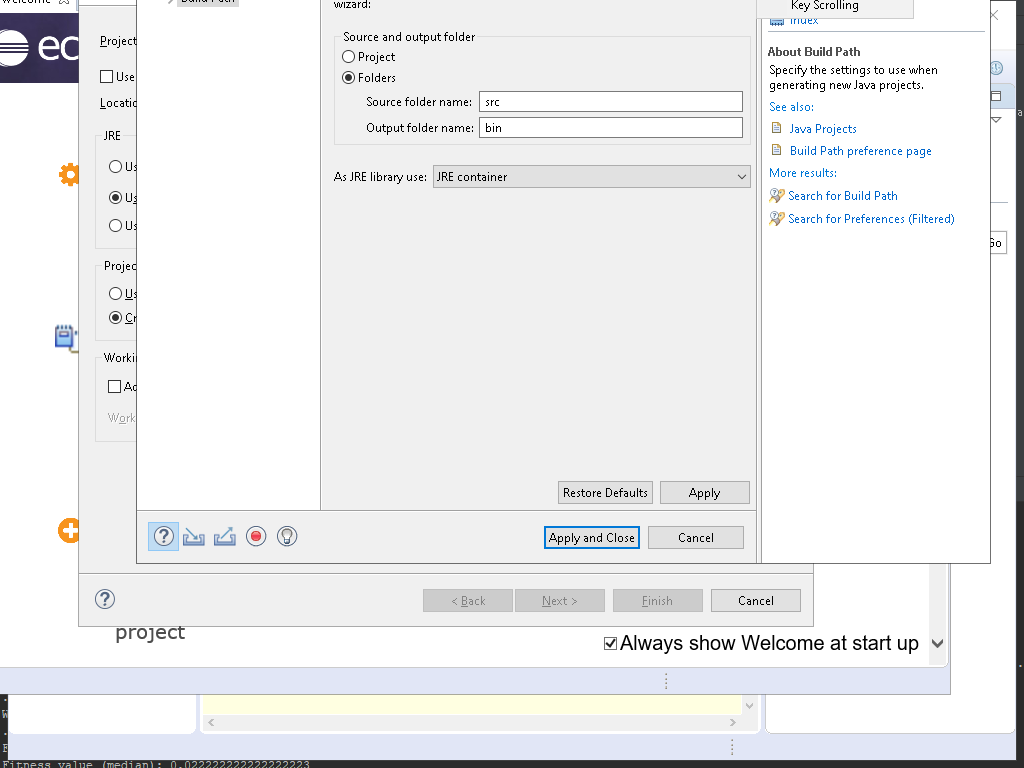 Welcome
Build Path
wizard:
Key Scrolling
Index
ec
Project
Source and output folder
Project
Folders
Source folder name: src
Output folder name: bin
As JRE library use: JRE container
About Build Path
Specify the settings to use when
generating new Java projects.
See also:
Java Projects
Build Path preference page
More results:
Search for Build Path
Search for Preferences (Filtered)
Use
Locatio
JRE
Us
Us
Us
Go
Projec
Us
Cr
Workin
Ad
Work
Restore Defaults
Apply
Apply and Close
Cancel
< Back
Next >
Finish
Cancel
project
Always show Welcome at start up
Fitness value (median): 0.022222222222222223